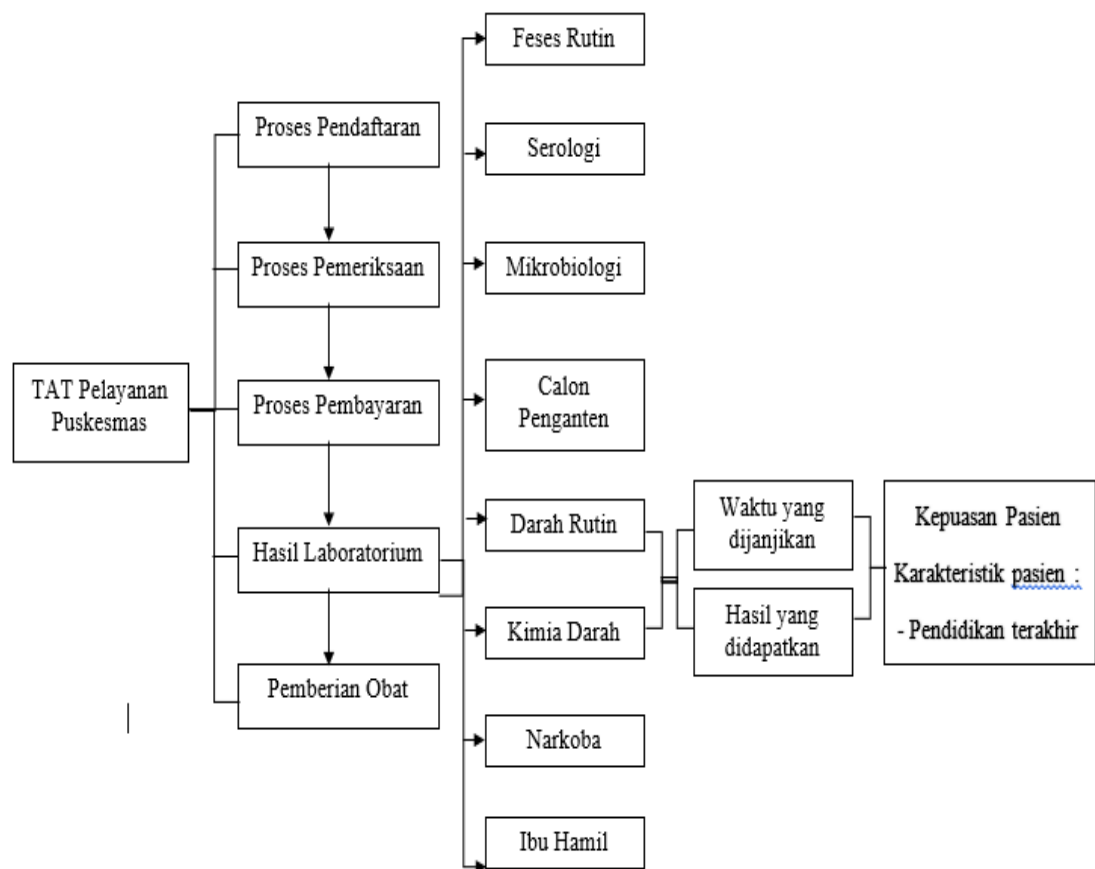 TAT Pelayanan
Puskesmas
Proses Pendaftaran
Proses Pemeriksaan
Proses Pembayaran
Hasil Laboratorium
Pemberian Obat
Feses Rutin
Serologi
Mikrobiologi
Calon
Penganten
Darah Rutin
Kimia Darah
Narkoba
Ibu Hamil
Waktu yang
dijanjikan
Hasil yang
didapatkan
Kepuasan Pasien
Karakteristik pasien :
- Pendidikan terakhir